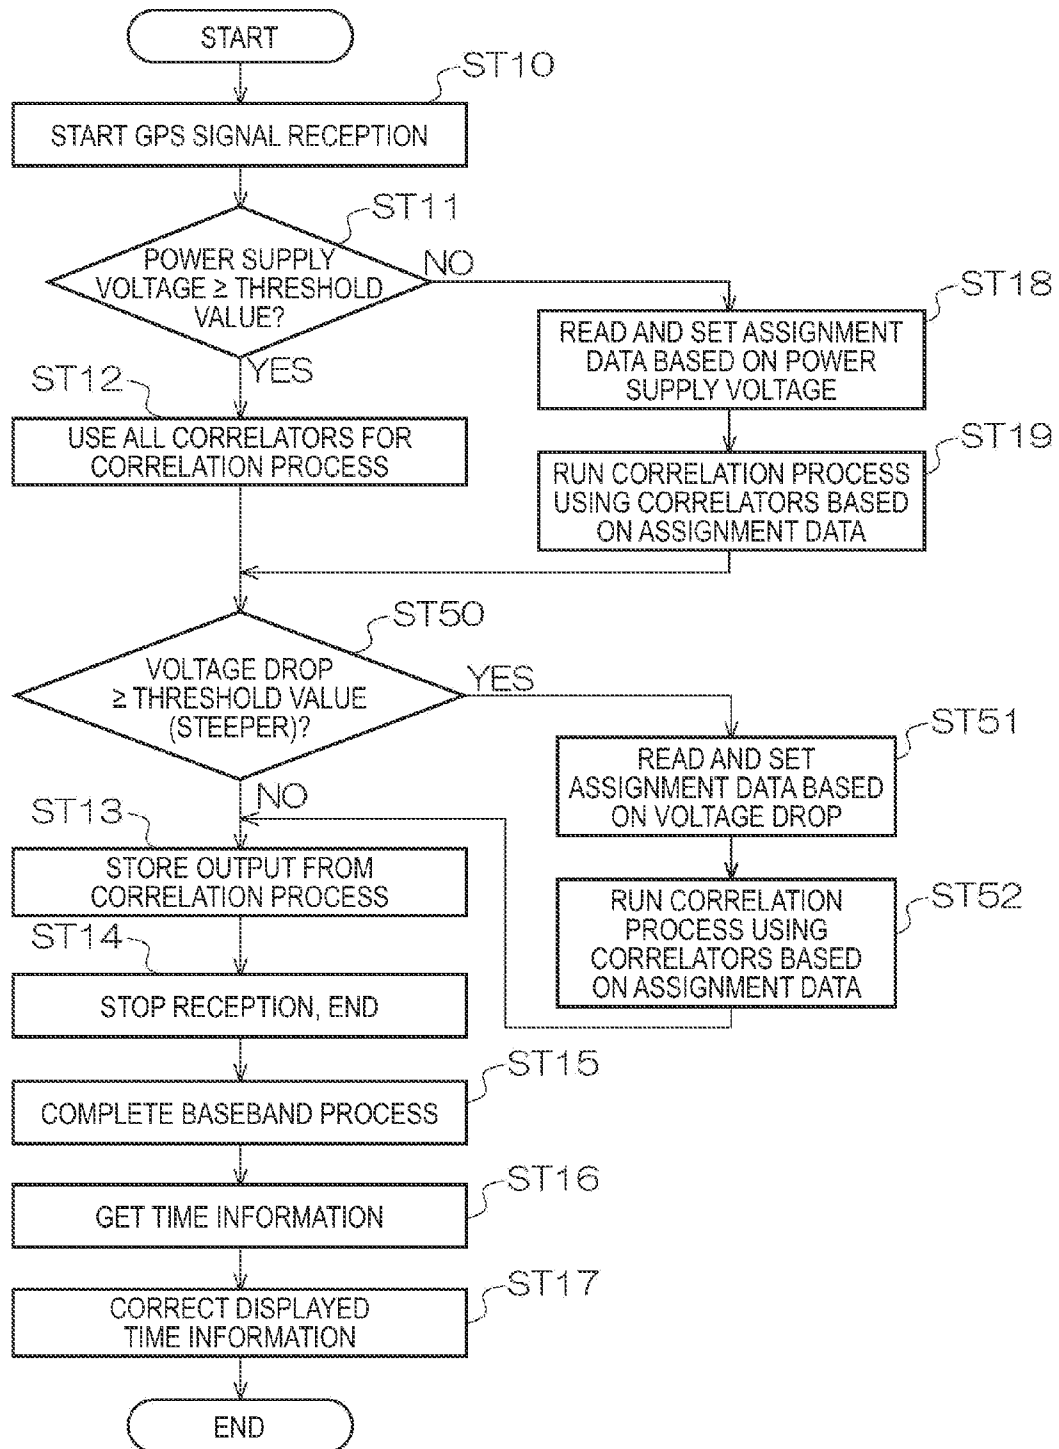 START
ST10
START GPS SIGNAL RECEPTION
ST11
POWER SUPPLY
VOLTAGE ≥ THRESHOLD
VALUE?
NO
YES
ST18
READ AND SET ASSIGNMENT
DATA BASED ON POWER
SUPPLY VOLTAGE
ST12
USE ALL CORRELATORS FOR
CORRELATION PROCESS
ST19
RUN CORRELATION PROCESS
USING CORRELATORS BASED
ON ASSIGNMENT DATA
ST50
VOLTAGE DROP
≥ THRESHOLD VALUE
(STEEPER)?
YES
NO
ST51
READ AND SET
ASSIGNMENT DATA BASED
ON VOLTAGE DROP
ST13
STORE OUTPUT FROM
CORRELATION PROCESS
ST52
RUN CORRELATION
PROCESS USING
CORRELATORS BASED
ON ASSIGNMENT DATA
ST14
STOP RECEPTION, END
ST15
COMPLETE BASEBAND PROCESS
ST16
GET TIME INFORMATION
ST17
CORRECT DISPLAYED
TIME INFORMATION
END